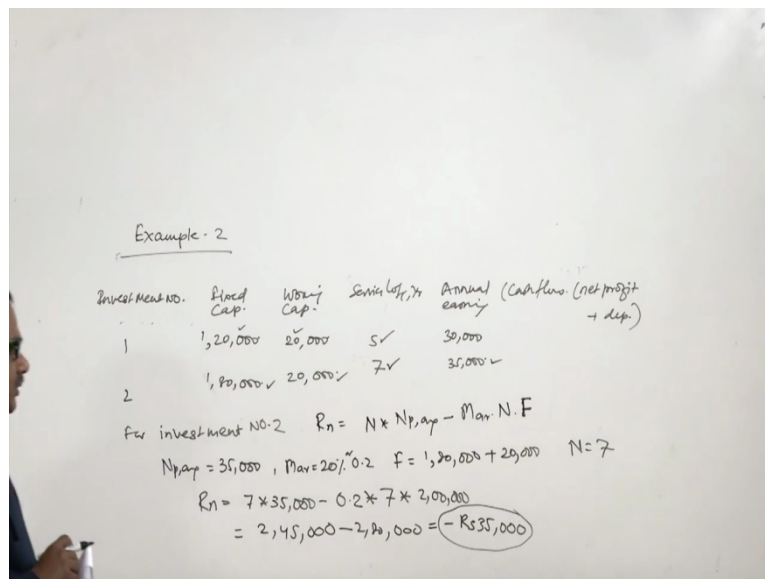 Example. 2
Investment NO. Fixed Cap. Working Cap. Service life, yr Annual earning (Cash flow. (net profit + dep.)
1 1,20,000 20,000 5✓ 30,000
2 1,80,000✓ 20,000✓ 7✓ 35,000✓
For investment NO.2 Rn = N* Np,avg - Mar. N. F
Np,avg = 35,000, Mar = 20% 0.2 F = 1,80,000 + 20,000 N = 7
Rn = 7*35,000 - 0.2*7*2,00,000
= 2,45,000 - 2,80,000 = - Rs35,000